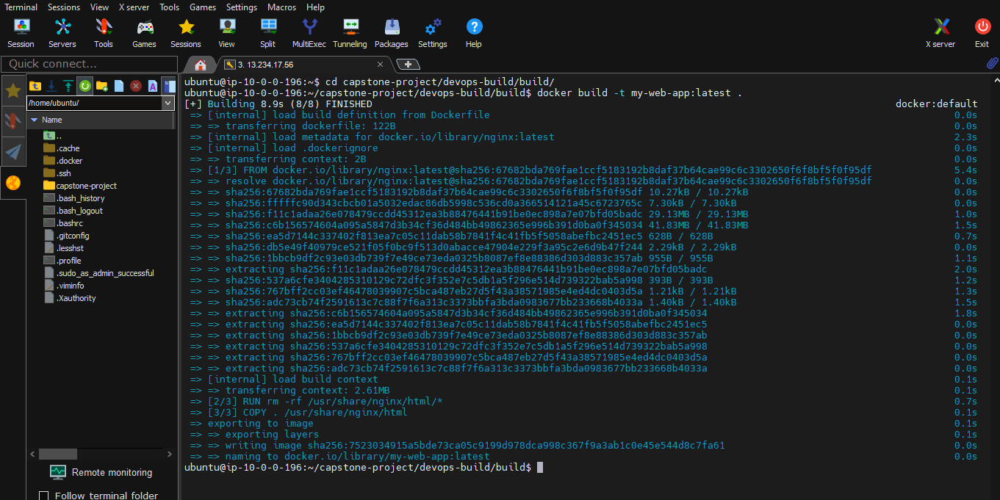 Terminal Sessions View X server Tools Games Settings Macros Help
Session Servers Tools Games Sessions View Split MultiExec Tunneling Packages Settings Help X server Exit
Quick connect...
3. 13.234.17.56
/home/ubuntu/
Name
..
.cache
.docker
.ssh
capstone-project
.bash_history
.bash_logout
.bashrc
.gitconfig
.lesshst
.profile
.sudo_as_admin_successful
.viminfo
.Xauthority
Remote monitoring
Follow terminal folder
ubuntu@ip-10-0-0-196:~$ cd capstone-project/devops-build/build/
ubuntu@ip-10-0-0-196:~/capstone-project/devops-build/build$ docker build -t my-web-app:latest .
[+] Building 8.9s (8/8) FINISHED docker:default
=> [internal] load build definition from Dockerfile 0.0s
=> => transferring dockerfile: 122B 0.0s
=> [internal] load metadata for docker.io/library/nginx:latest 2.3s
=> [internal] load .dockerignore 0.0s
=> => transferring context: 2B 0.0s
=> [1/3] FROM docker.io/library/nginx:latest@sha256:67682bda769fae1ccf5183192b8daf37b64cae99c6c3302650f6f8bf5f0f95df 5.4s
=> => resolve docker.io/library/nginx:latest@sha256:67682bda769fae1ccf5183192b8daf37b64cae99c6c3302650f6f8bf5f0f95df 0.0s
=> => sha256:67682bda769fae1ccf5183192b8daf37b64cae99c6c3302650f6f8bf5f0f95df 10.27kB / 10.27kB 0.0s
=> => sha256:fffffc90d343cbcb01a5032edac86db5998c536cd0a366514121a45c6723765c 7.30kB / 7.30kB 0.0s
=> => sha256:f11c1adaa26e078479ccdd45312ea3b88476441b91be0ec898a7e07bfd05badc 29.13MB / 29.13MB 1.0s
=> => sha256:c6b156574604a095a5847d3b34cf36d484bb49862365e996b391d0ba0f345034 41.83MB / 41.83MB 1.5s
=> => sha256:ea5d7144c337402f813ea7c05c11dab58b7841f4c41fb5f5058abefbc2451ec5 628B / 628B 0.7s
=> => sha256:db5e49f40979ce521f05f0bc9f513d0abacce47904e229f3a95c2e6d9b47f244 2.29kB / 2.29kB 0.0s
=> => sha256:1bbcb9df2c93e03db739f7e49ce73eda0325b8087ef8e88386d303d883c357ab 955B / 955B 1.1s
=> => extracting sha256:f11c1adaa26e078479ccdd45312ea3b88476441b91be0ec898a7e07bfd05badc 2.0s
=> => sha256:537a6cfe3404285310129c72dfc3f352e7c5db1a5f296e514d739322bab5a998 393B / 393B 1.2s
=> => sha256:767bff2cc03ef46478039907c5bca487eb27d5f43a38571985e4ed4dc0403d5a 1.21kB / 1.21kB 1.3s
=> => sha256:adc73cb74f2591613c7c88f7f6a313c3373bbfa3bda0983677bb233668b4033a 1.40kB / 1.40kB 1.5s
=> => extracting sha256:c6b156574604a095a5847d3b34cf36d484bb49862365e996b391d0ba0f345034 1.8s
=> => extracting sha256:ea5d7144c337402f813ea7c05c11dab58b7841f4c41fb5f5058abefbc2451ec5 0.0s
=> => extracting sha256:1bbcb9df2c93e03db739f7e49ce73eda0325b8087ef8e88386d303d883c357ab 0.0s
=> => extracting sha256:537a6cfe3404285310129c72dfc3f352e7c5db1a5f296e514d739322bab5a998 0.0s
=> => extracting sha256:767bff2cc03ef46478039907c5bca487eb27d5f43a38571985e4ed4dc0403d5a 0.0s
=> => extracting sha256:adc73cb74f2591613c7c88f7f6a313c3373bbfa3bda0983677bb233668b4033a 0.0s
=> [internal] load build context 0.1s
=> => transferring context: 2.61MB 0.1s
=> [2/3] RUN rm -rf /usr/share/nginx/html/* 0.7s
=> [3/3] COPY . /usr/share/nginx/html 0.1s
=> exporting to image 0.1s
=> => exporting layers 0.1s
=> => writing image sha256:7523034915a5bde73ca05c9199d978dca998c367f9a3ab1c0e45e544d8c7fa61 0.0s
=> => naming to docker.io/library/my-web-app:latest 0.0s
ubuntu@ip-10-0-0-196:~/capstone-project/devops-build/build$